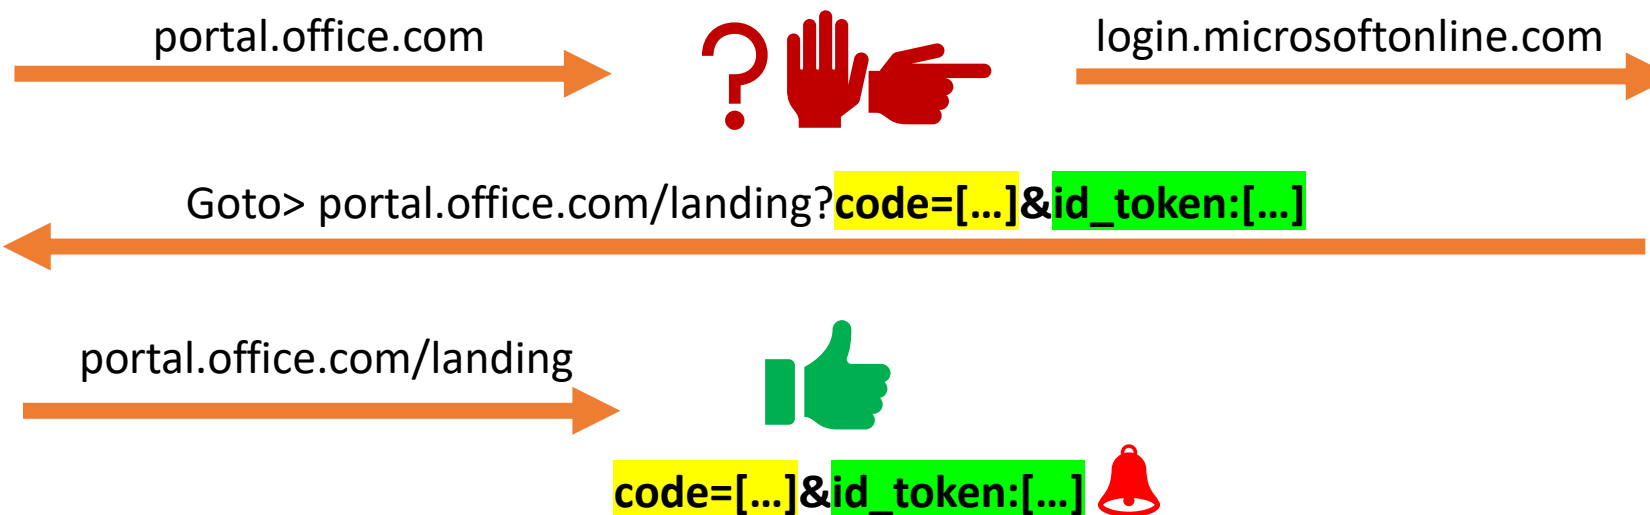 portal.office.com
?
login.microsoftonline.com
Goto> portal.office.com/landing?code=[...]&id_token:[...]
portal.office.com/landing
code=[...]&id_token:[...]